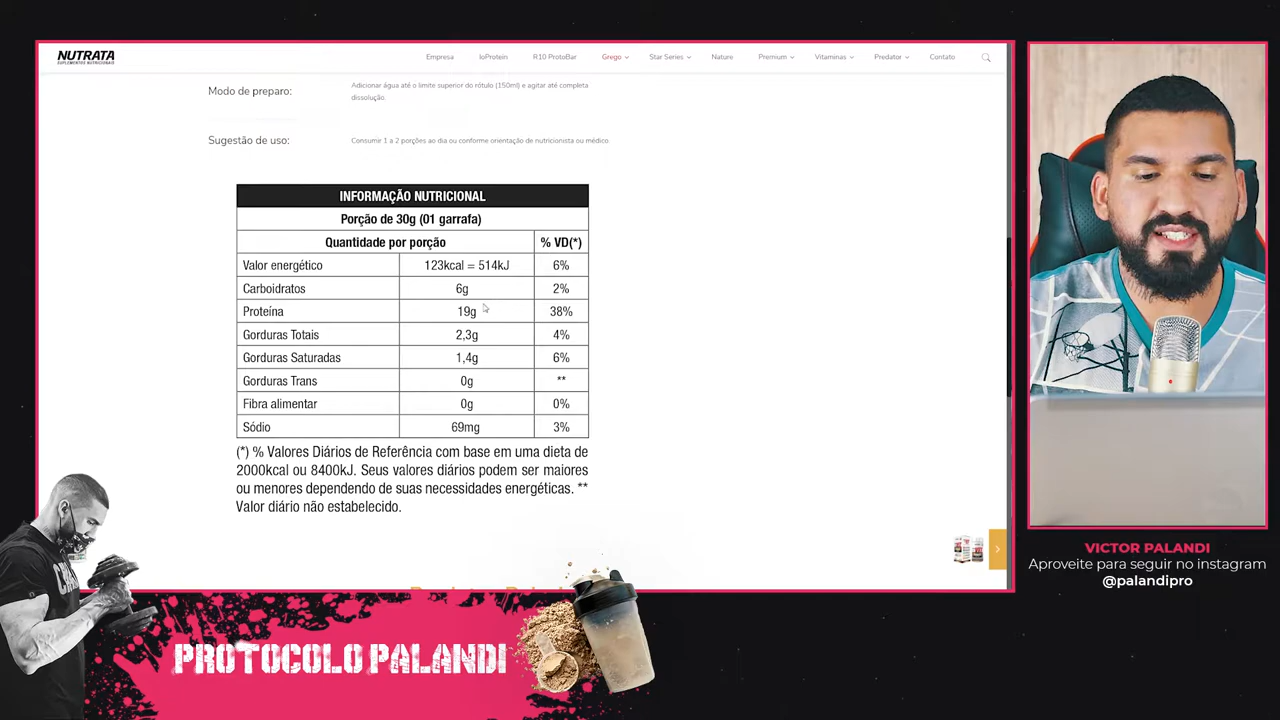 NUTRATA
SUPLEMENTOS NUTRICIONAIS
Empresa IoProtein R10 ProtoBar Grego Star Series Nature Premium Vitaminas Predator Contato
Modo de preparo:
Adicionar água até o limite superior do rótulo (150ml) e agitar até completa
dissolução.
Sugestão de uso:
Consumir 1 a 2 porções ao dia ou conforme orientação de nutricionista ou médico
INFORMAÇÃO NUTRICIONAL
Porção de 30g (01 garrafa)
Quantidade por porção % VD(*)
Valor energético 123kcal = 514kJ 6%
Carboidratos 6g 2%
Proteína 19g 38%
Gorduras Totais 2,3g 4%
Gorduras Saturadas 1,4g 6%
Gorduras Trans 0g **
Fibra alimentar 0g 0%
Sódio 69mg 3%
(*) % Valores Diários de Referência com base em uma dieta de
2000kcal ou 8400kJ. Seus valores diários podem ser maiores
ou menores dependendo de suas necessidades energéticas. **
Valor diário não estabelecido.
VICTOR PALANDI
Aproveite para seguir no instagram
@palandipro
PROTOCOLO PALANDI